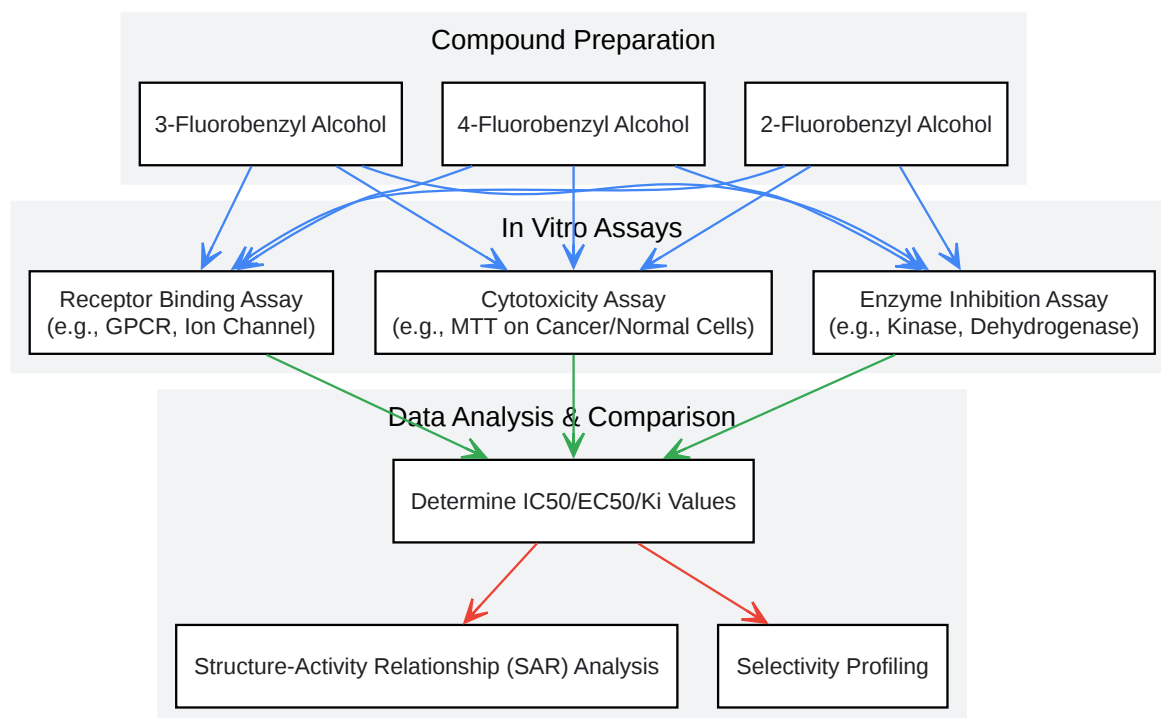 Compound Preparation
3-Fluorobenzyl Alcohol
4-Fluorobenzyl Alcohol
2-Fluorobenzyl Alcohol
In Vitro Assays
Receptor Binding Assay
(e.g., GPCR, Ion Channel)
Cytotoxicity Assay
(e.g., MTT on Cancer/Normal Cells)
Enzyme Inhibition Assay
(e.g., Kinase, Dehydrogenase)
Data Analysis & Comparison
Determine IC50/EC50/Ki Values
Structure-Activity Relationship (SAR) Analysis
Selectivity Profiling